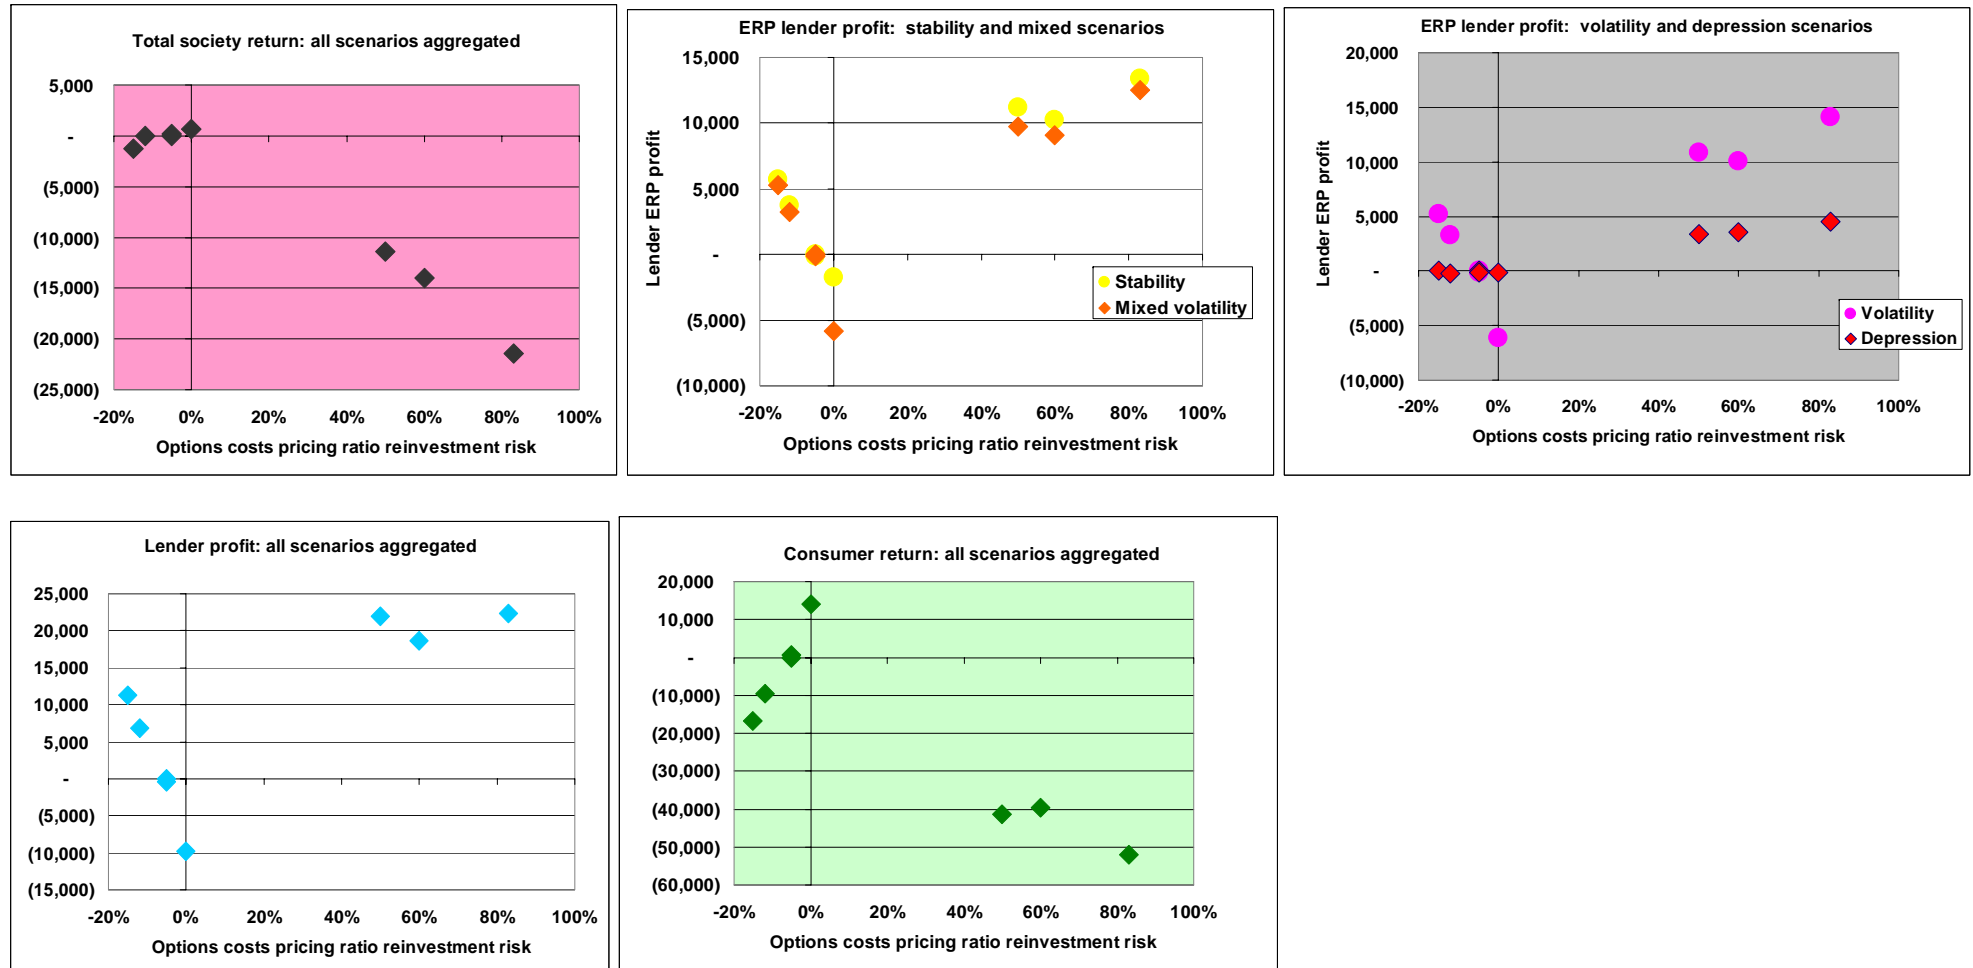 Total society return: all scenarios aggregated
5,000
-
(5,000)
(10,000)
(15,000)
(20,000)
(25,000)
-20% 0% 20% 40% 60% 80% 100%
Options costs pricing ratio reinvestment risk
ERP lender profit: stability and mixed scenarios
Lender ERP profit
15,000
10,000
5,000
-
(5,000)
(10,000)
Stability
Mixed volatility
-20% 0% 20% 40% 60% 80% 100%
Options costs pricing ratio reinvestment risk
ERP lender profit: volatility and depression scenarios
Lender ERP profit
20,000
15,000
10,000
5,000
-
(5,000)
(10,000)
Volatility
Depression
-20% 0% 20% 40% 60% 80% 100%
Options costs pricing ratio reinvestment risk
Lender profit: all scenarios aggregated
25,000
20,000
15,000
10,000
5,000
-
(5,000)
(10,000)
(15,000)
-20% 0% 20% 40% 60% 80% 100%
Options costs pricing ratio reinvestment risk
Consumer return: all scenarios aggregated
20,000
10,000
-
(10,000)
(20,000)
(30,000)
(40,000)
(50,000)
(60,000)
-20% 0% 20% 40% 60% 80% 100%
Options costs pricing ratio reinvestment risk